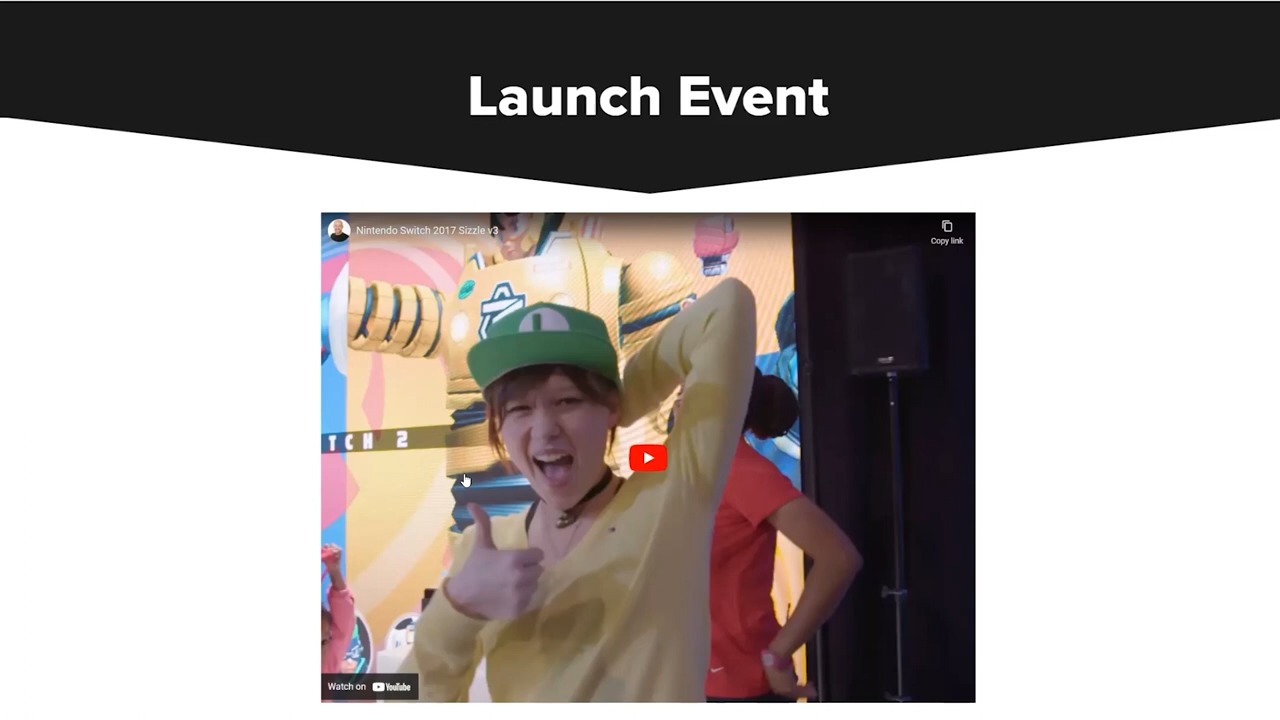 Launch Event
Nintendo Switch 2017 Sizzle v3
Copy link
TCH 2
Watch on YouTube